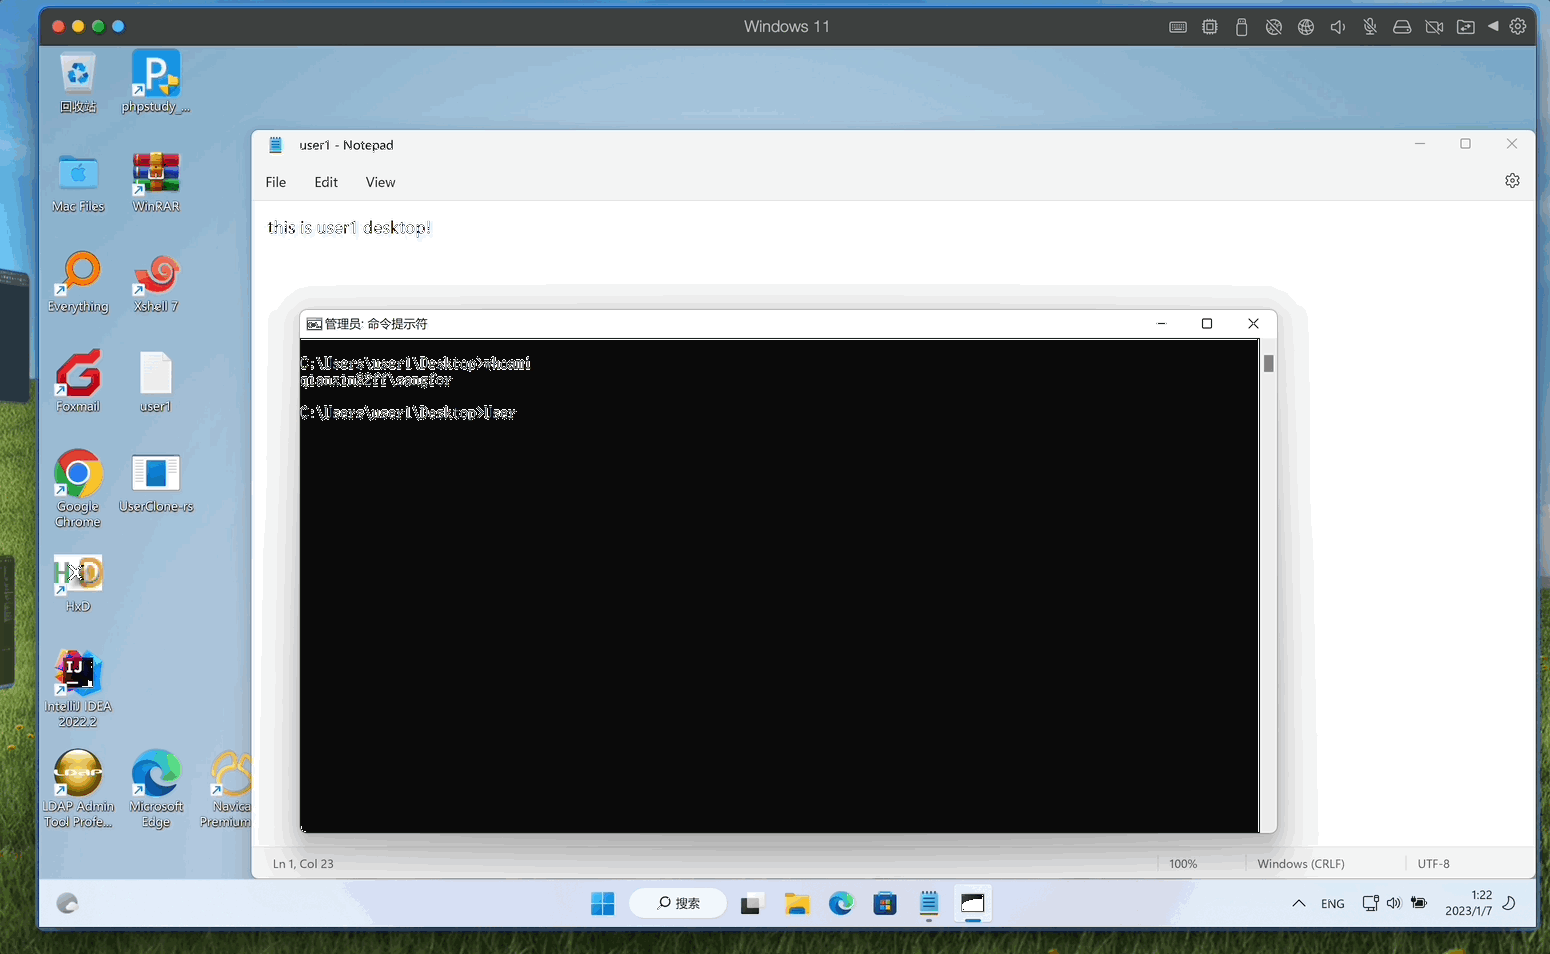 Windows 11
回收站
phpstudy_...
Mac Files
WinRAR
Everything
Xshell 7
Foxmail
user1
Google
Chrome
UserClone-rs
HxD
HxD
IJ
IntelliJ IDEA
2022.2
LDAP
LDAP Admin
Tool Profe...
Microsoft
Edge
Navica
Premium
user1 - Notepad
File Edit View
this is user1 desktop!
管理员: 命令提示符
C:\Users\user1\Desktop>whoami
C:\Users\user1\Desktop>User
Ln 1, Col 23
100%
Windows (CRLF)
UTF-8
搜索
ENG
1:22
2023/1/7